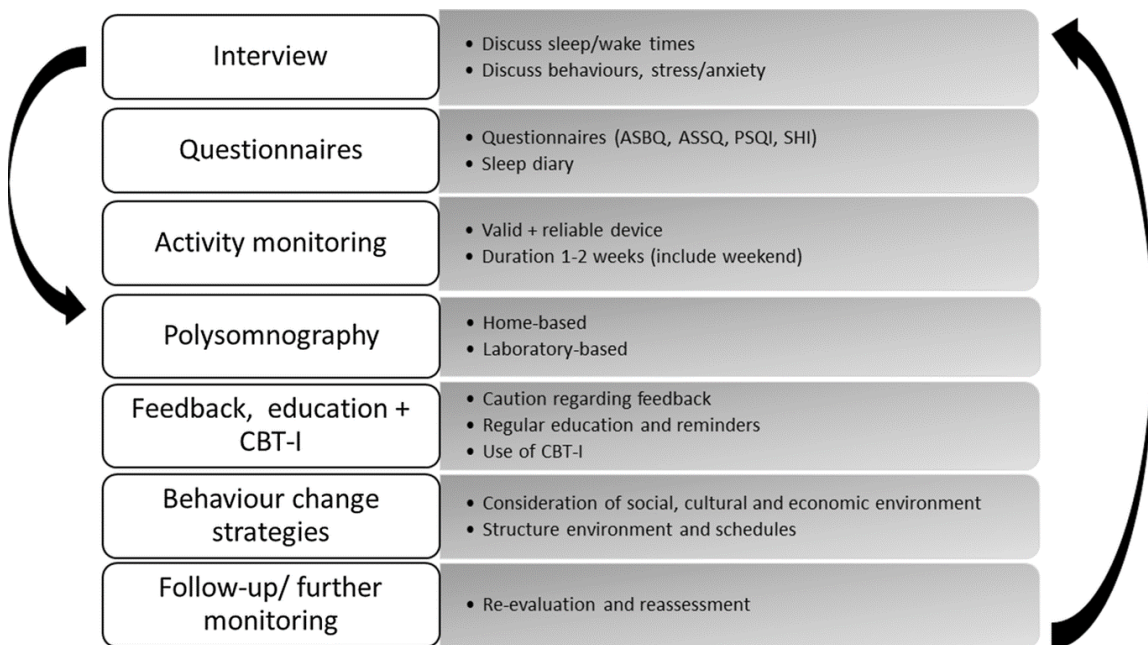 Interview
• Discuss sleep/wake times
• Discuss behaviours, stress/anxiety
Questionnaires
• Questionnaires (ASBQ, ASSQ, PSQI, SHI)
• Sleep diary
Activity monitoring
• Valid + reliable device
• Duration 1-2 weeks (include weekend)
Polysomnography
• Home-based
• Laboratory-based
Feedback, education +
CBT-I
• Caution regarding feedback
• Regular education and reminders
• Use of CBT-I
Behaviour change
strategies
• Consideration of social, cultural and economic environment
• Structure environment and schedules
Follow-up/ further
monitoring
• Re-evaluation and reassessment